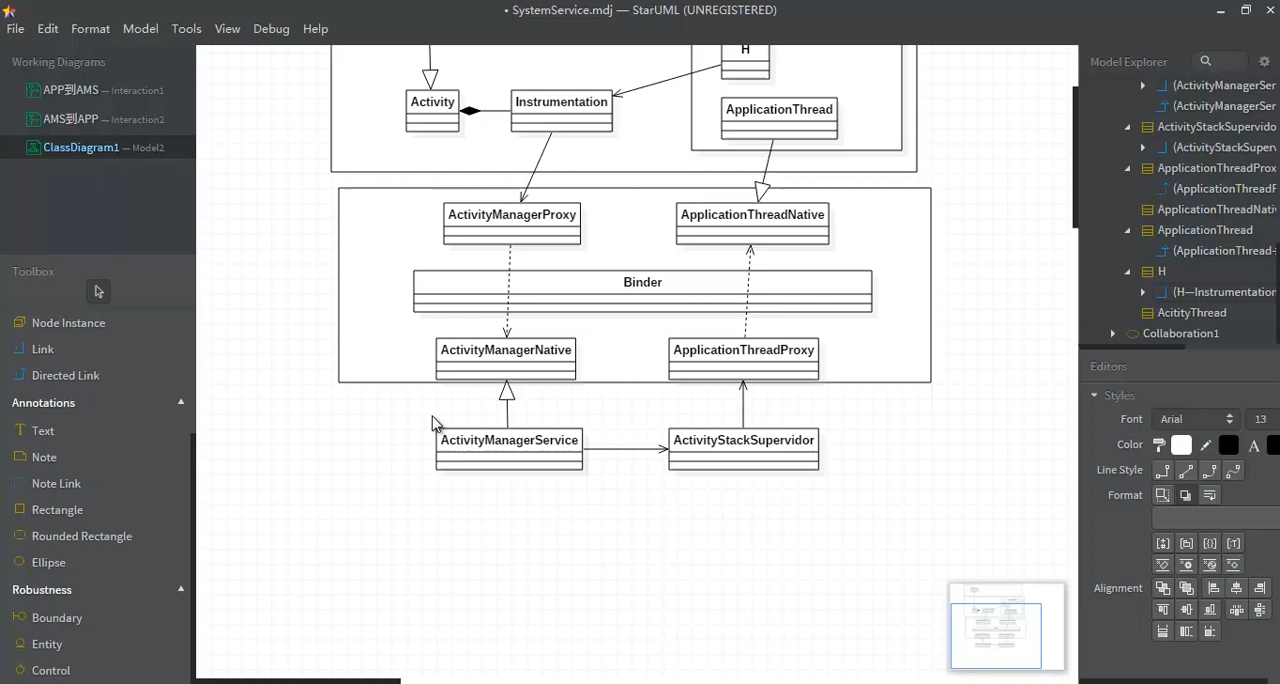 • SystemService.mdj — StarUML (UNREGISTERED)
File Edit Format Model Tools View Debug Help
Working Diagrams
APP到AMS — Interaction1
AMS到APP — Interaction2
ClassDiagram1 — Model2
Toolbox
Node Instance
Link
Directed Link
Annotations
Text
Note
Note Link
Rectangle
Rounded Rectangle
Ellipse
Robustness
Boundary
Entity
Control
H
Activity
Instrumentation
ApplicationThread
ActivityManagerProxy
ApplicationThreadNative
Binder
ActivityManagerNative
ApplicationThreadProxy
ActivityManagerService
ActivityStackSupervidor
Model Explorer
(ActivityManagerSer
(ActivityManagerSer
ActivityStackSupervido
(ActivityStackSuperv
ApplicationThreadProx
(ApplicationThreadF
ApplicationThreadNati
ApplicationThread
(ApplicationThread-
H
(H—Instrumentation
AcitityThread
Collaboration1
Editors
Styles
Font Arial 13
Color A
Line Style
Format
Alignment